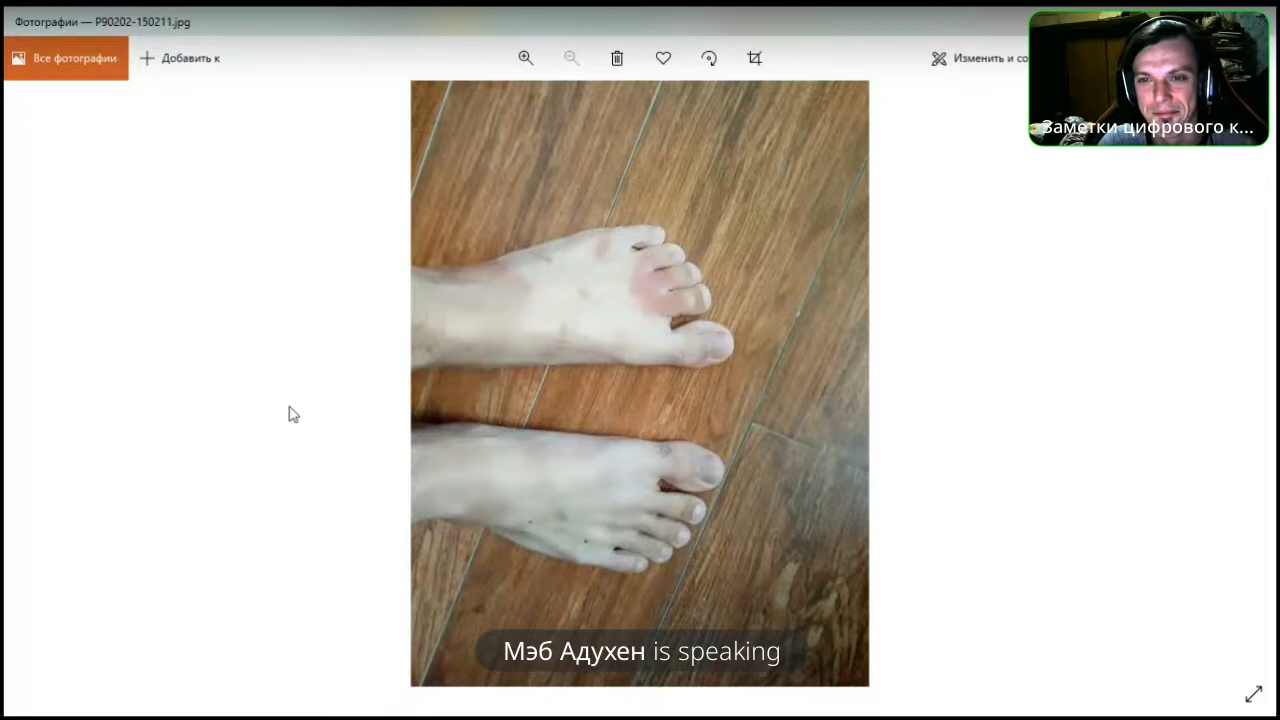 Фотографии — P90202-150211.jpg
Все фотографии
Добавить к
Изменить и со
Заметки цифрового к...
Мэб Адухен is speaking